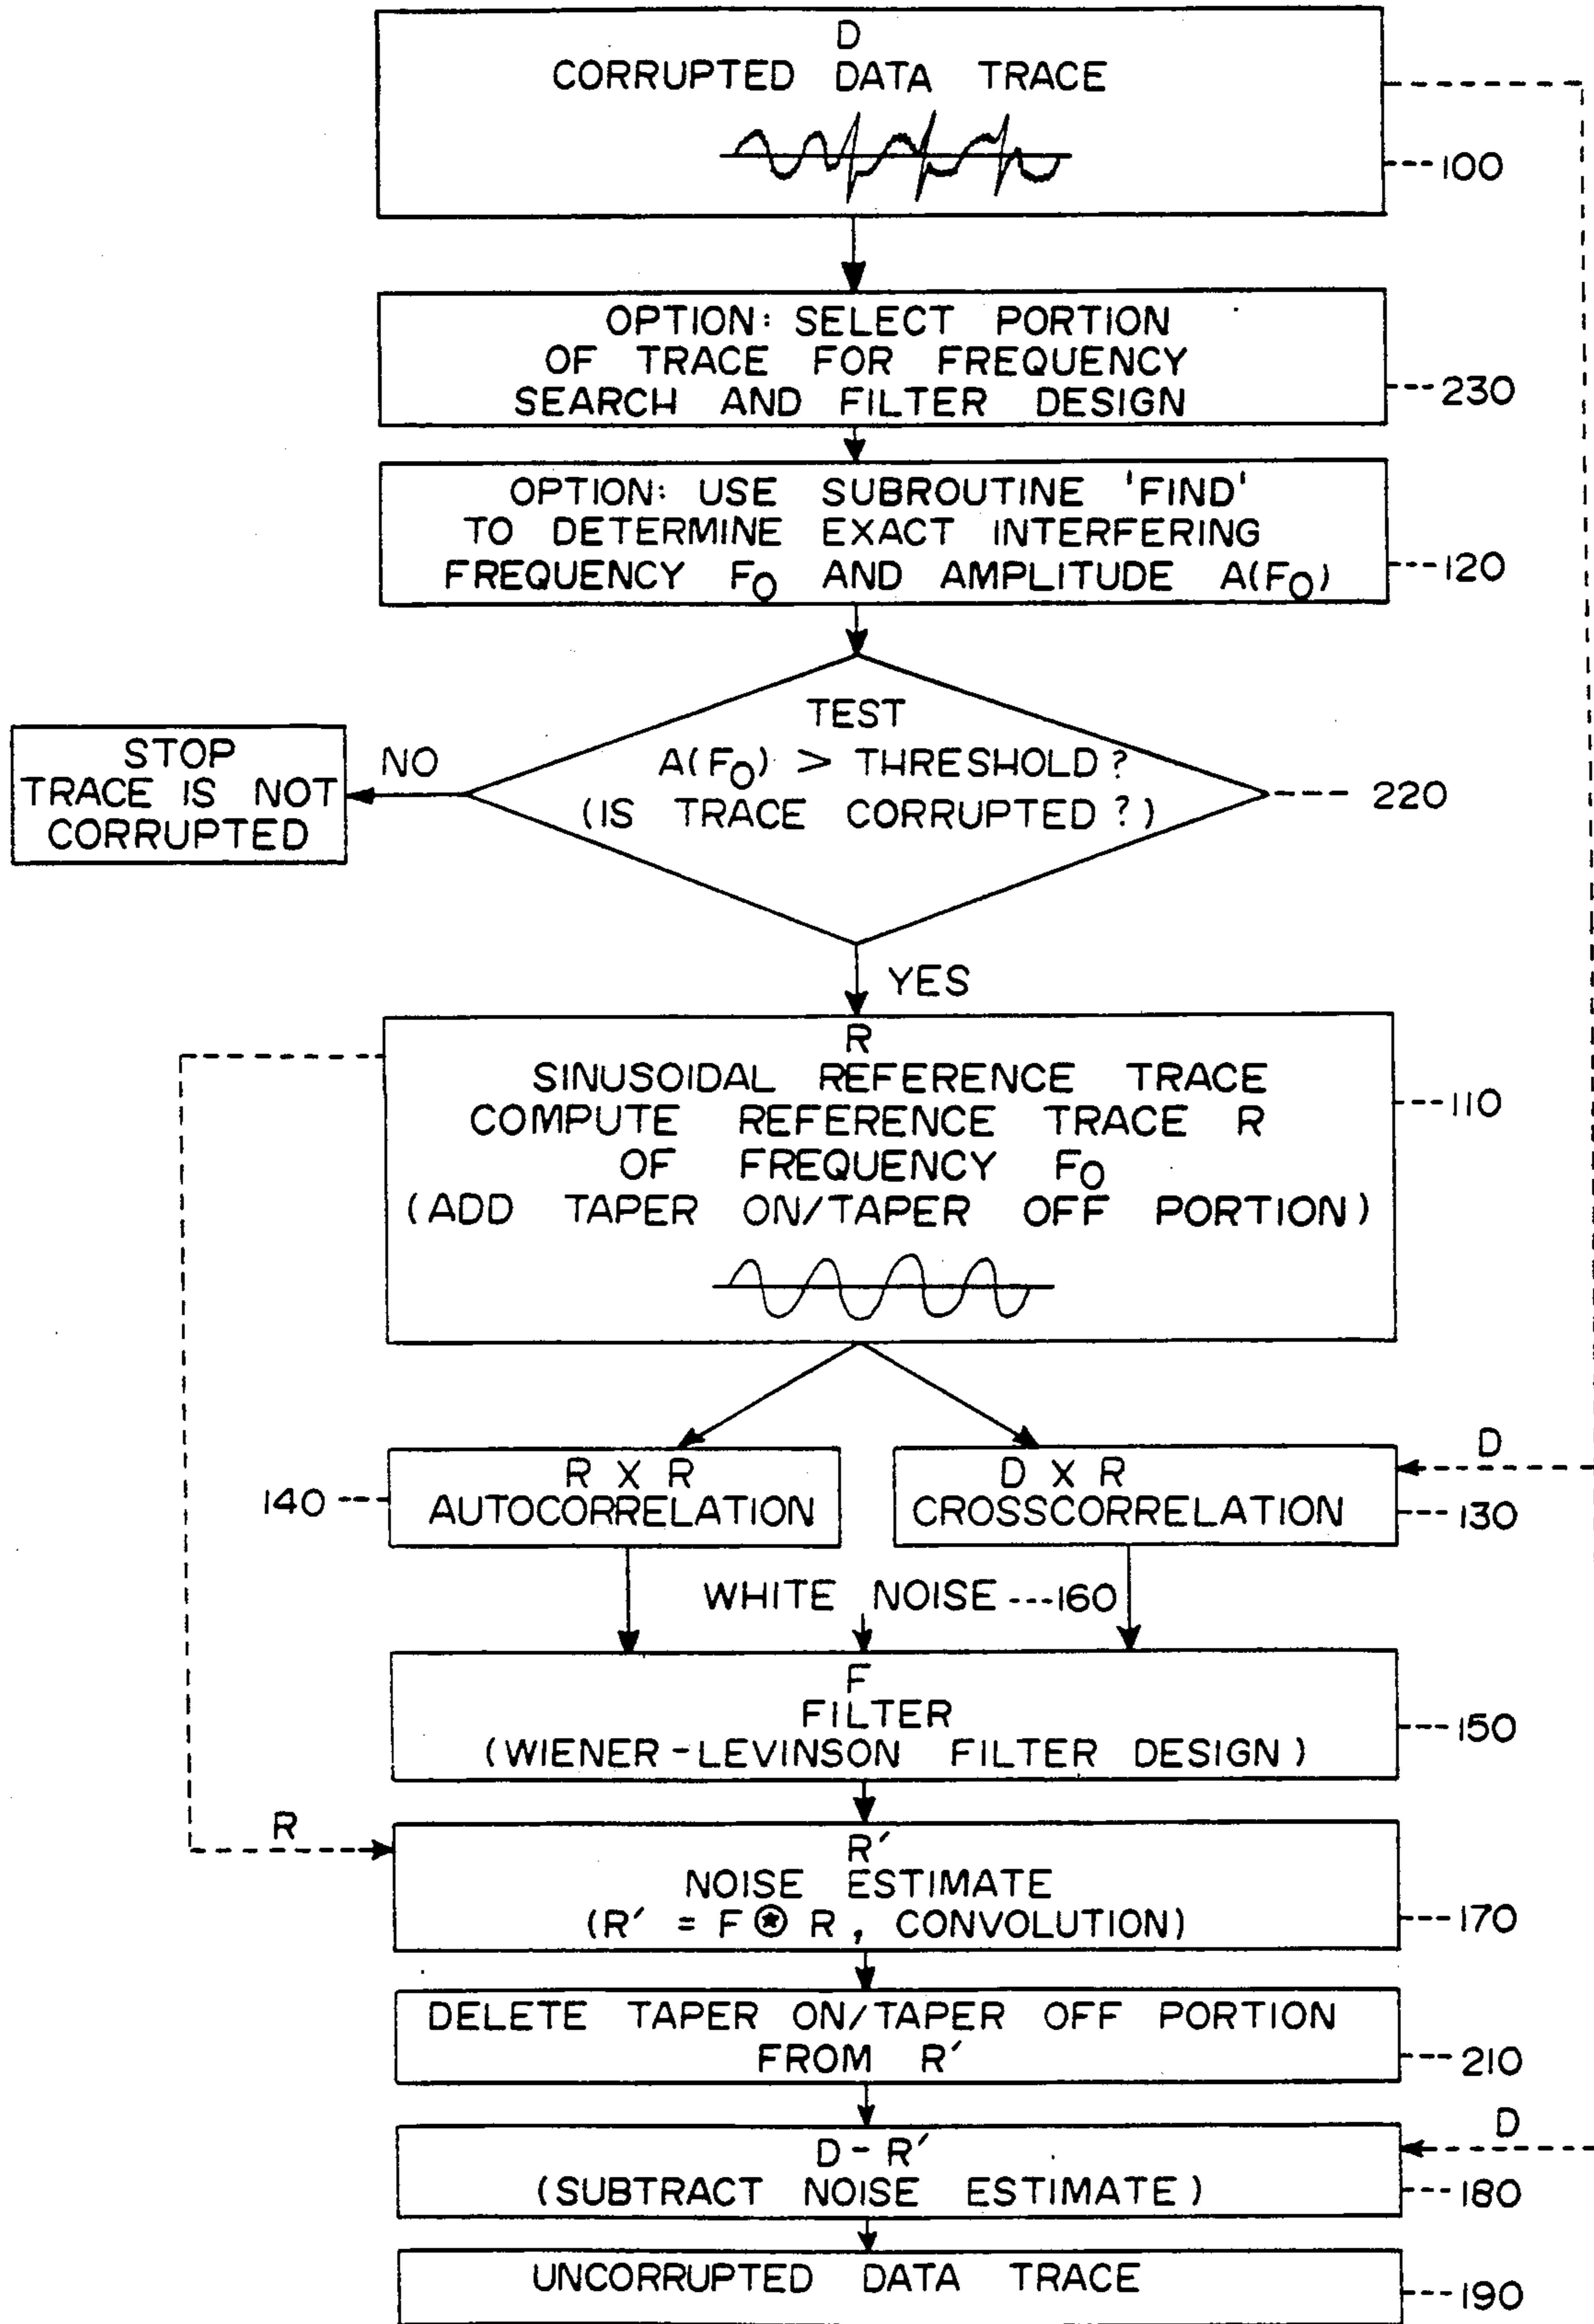 D
CORRUPTED DATA TRACE
---100
OPTION: SELECT PORTION
OF TRACE FOR FREQUENCY
SEARCH AND FILTER DESIGN
---230
OPTION: USE SUBROUTINE 'FIND'
TO DETERMINE EXACT INTERFERING
FREQUENCY FO AND AMPLITUDE A(FO)
---120
TEST
A(FO) > THRESHOLD?
(IS TRACE CORRUPTED?)
--- 220
NO
STOP
TRACE IS NOT
CORRUPTED
YES
R
SINUSOIDAL REFERENCE TRACE
COMPUTE REFERENCE TRACE R
OF FREQUENCY FO
(ADD TAPER ON/TAPER OFF PORTION)
---110
R X R
AUTOCORRELATION
140 ---
D X R
CROSSCORRELATION
---130
D
WHITE NOISE ---160
F
FILTER
(WIENER-LEVINSON FILTER DESIGN)
---150
R
R'
NOISE ESTIMATE
(R' = F ⊛ R, CONVOLUTION)
---170
DELETE TAPER ON/TAPER OFF PORTION
FROM R'
---210
D
D - R'
(SUBTRACT NOISE ESTIMATE)
---180
UNCORRUPTED DATA TRACE
---190